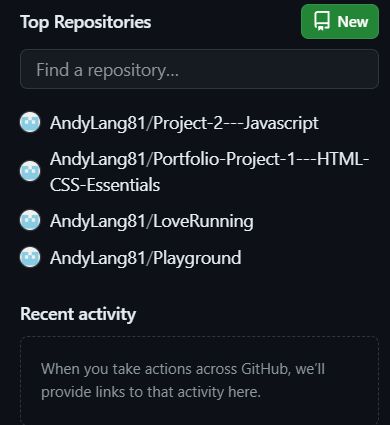 Top Repositories
New
Find a repository...
AndyLang81/Project-2---Javascript
AndyLang81/Portfolio-Project-1---HTML-
CSS-Essentials
AndyLang81/LoveRunning
AndyLang81/Playground
Recent activity
When you take actions across GitHub, we'll
provide links to that activity here.